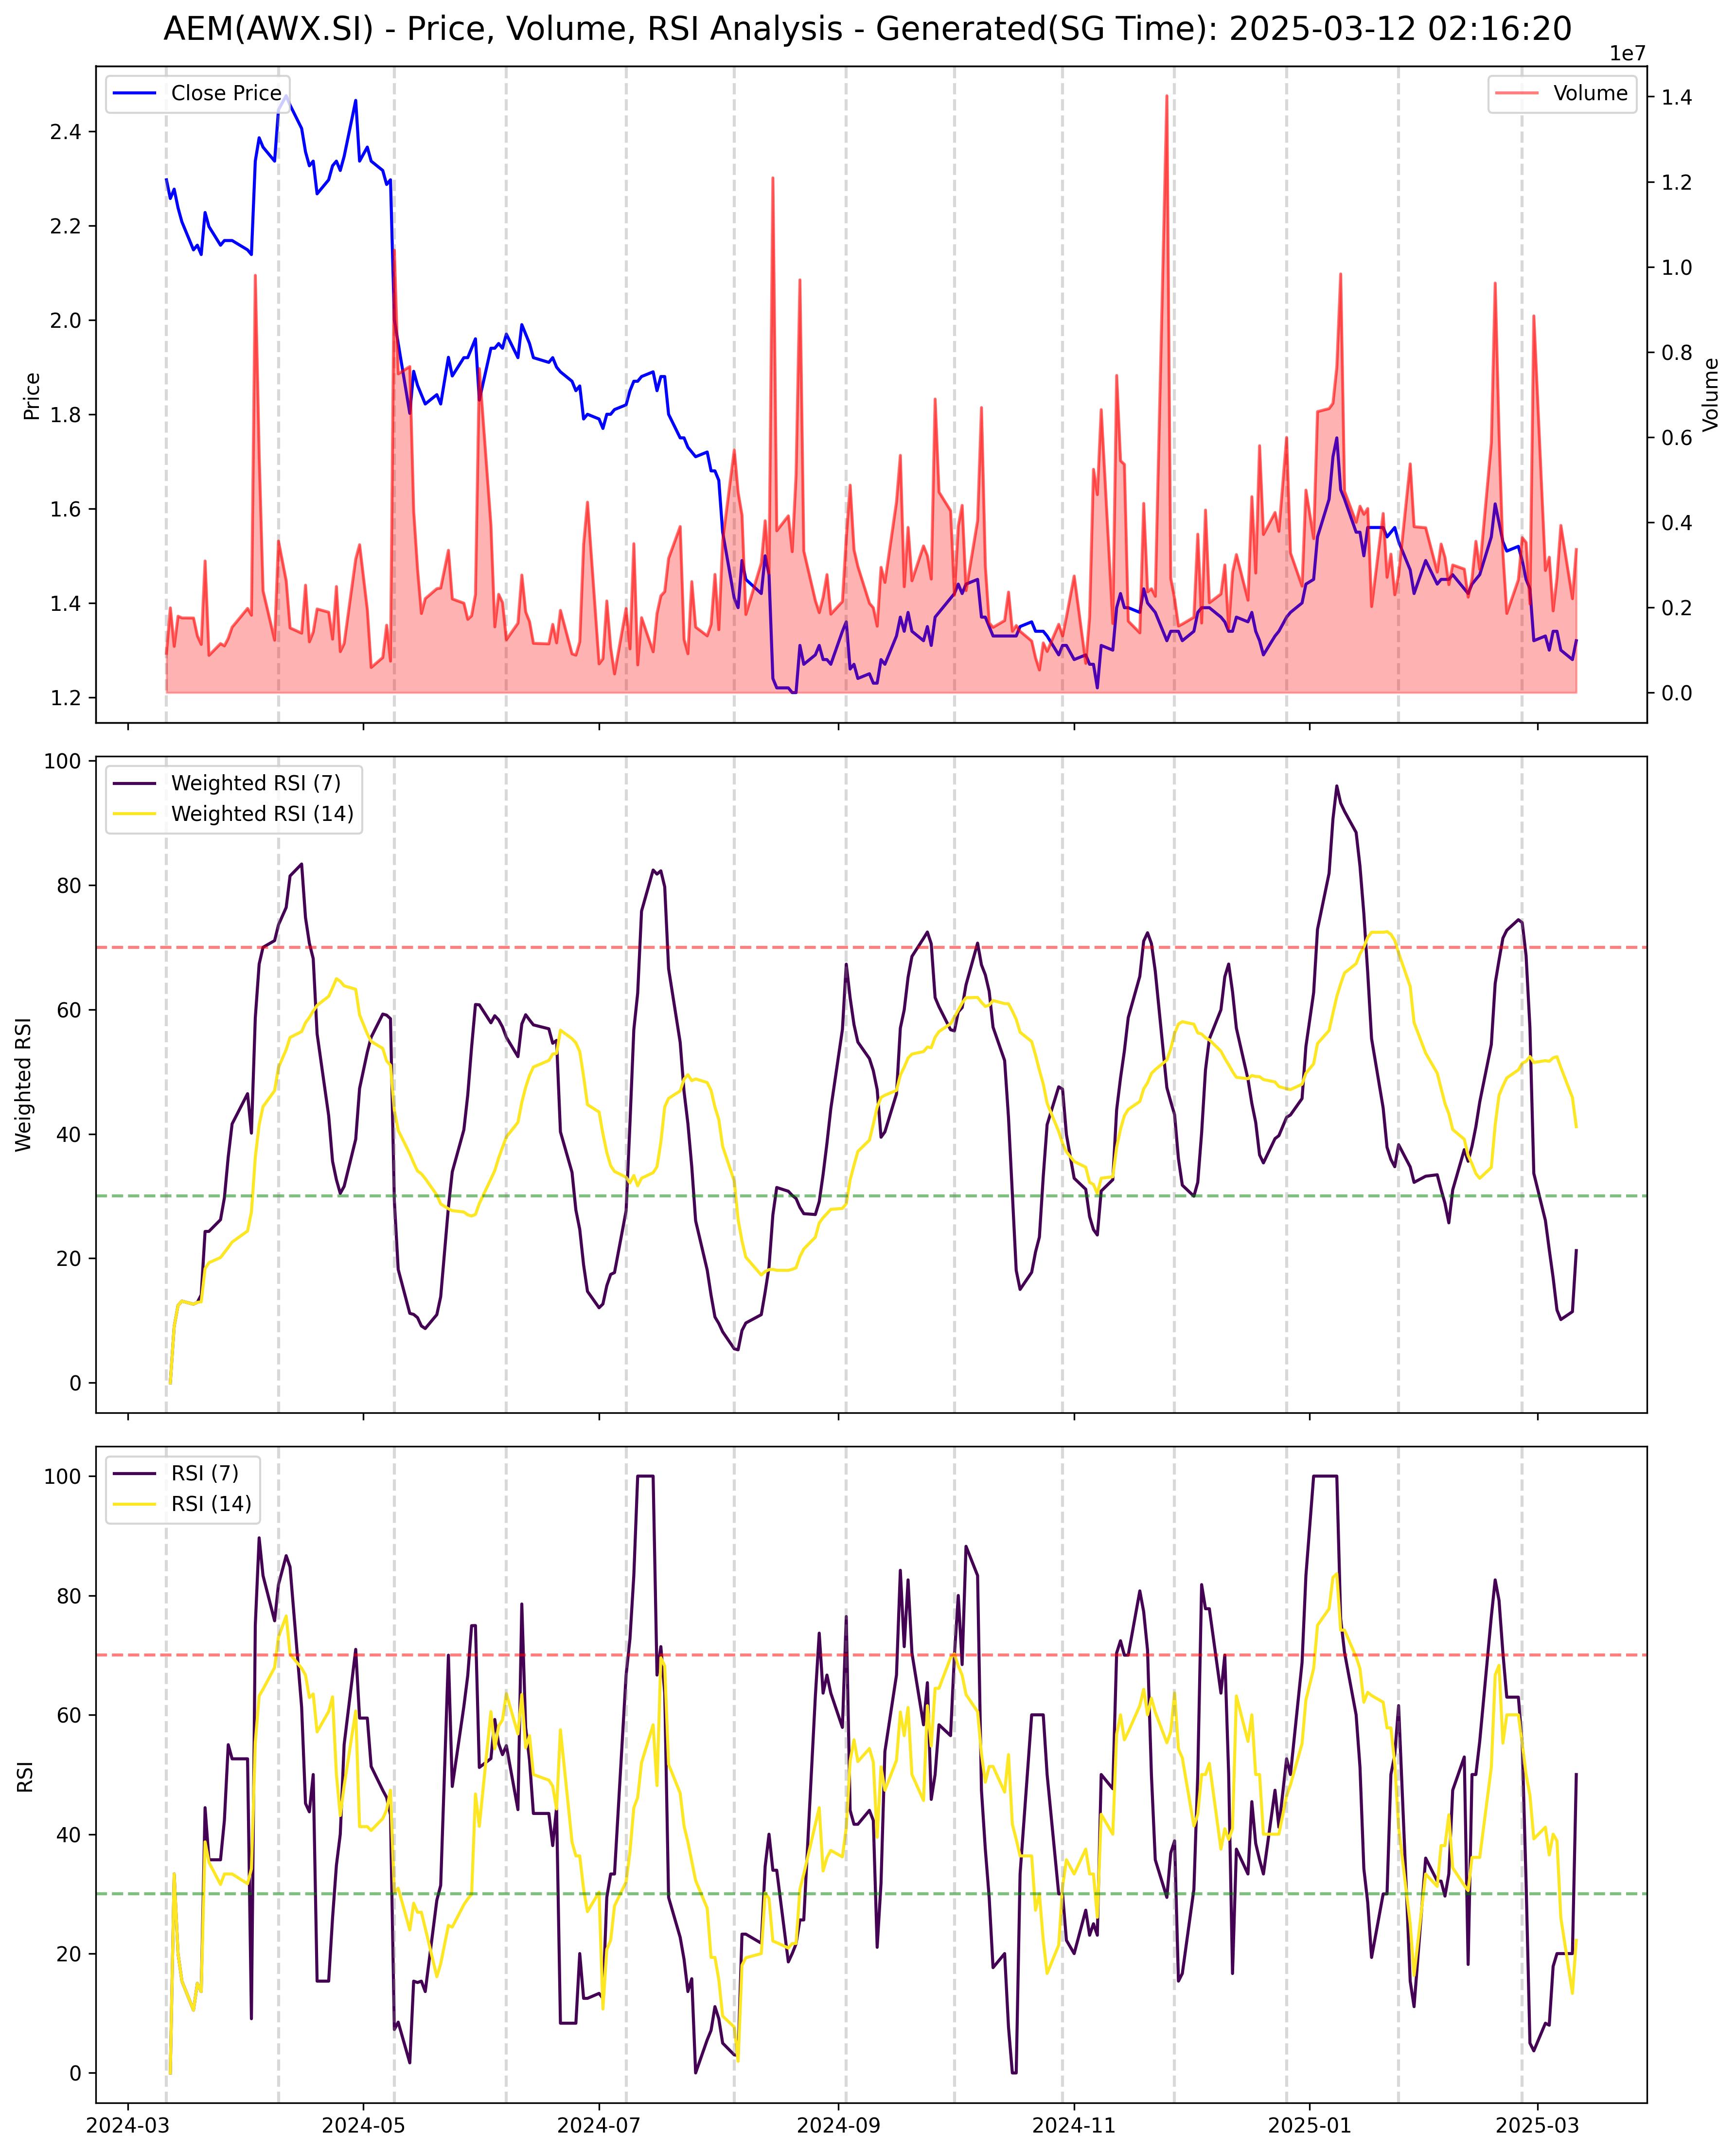 AEM(AWX.SI) - Price, Volume, RSI Analysis - Generated(SG Time): 2025-03-12 02:16:20
1e7
Close Price
Volume
2.4
2.2
2.0
1.8
1.6
1.4
1.2
Price
1.4
1.2
1.0
0.8
0.6
0.4
0.2
0.0
Volume
Weighted RSI (7)
Weighted RSI (14)
100
80
60
40
20
0
Weighted RSI
RSI (7)
RSI (14)
100
80
60
40
20
0
RSI
2024-03 2024-05 2024-07 2024-09 2024-11 2025-01 2025-03